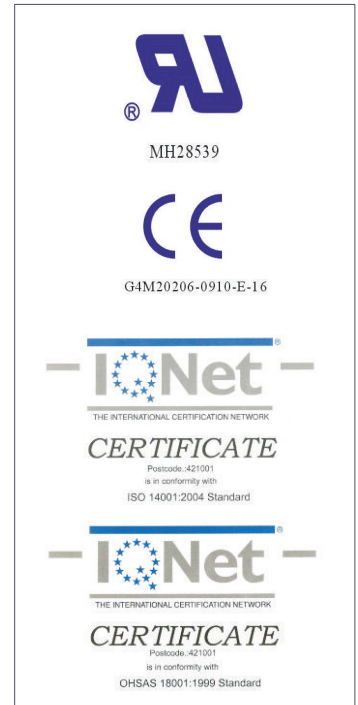 ®
MH28539
CE
G4M20206-0910-E-16
IQNet ®
THE INTERNATIONAL CERTIFICATION NETWORK
CERTIFICATE
Postcode.:421001
is in conformity with
ISO 14001:2004 Standard
IQNet ®
THE INTERNATIONAL CERTIFICATION NETWORK
CERTIFICATE
Postcode.:421001
is in conformity with
OHSAS 18001:1999 Standard